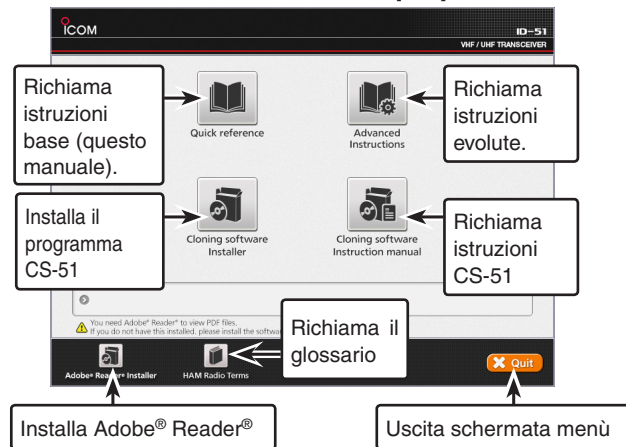 ICOM
ID-51
VHF / UHF TRANSCEIVER
Richiama
istruzioni
base (questo
manuale).
Quick reference
Advanced
Instructions
Richiama
istruzioni
evolute.
Installa il
programma
CS-51
Cloning software
Installer
Cloning software
Instruction manual
Richiama
istruzioni
CS-51
You need Adobe® Reader® to view PDF files.
If you do not have this installed, please install the
Richiama il
glossario
Adobe® Reader® Installer
HAM Radio Terms
Quit
Installa Adobe® Reader®
Uscita schermata menù